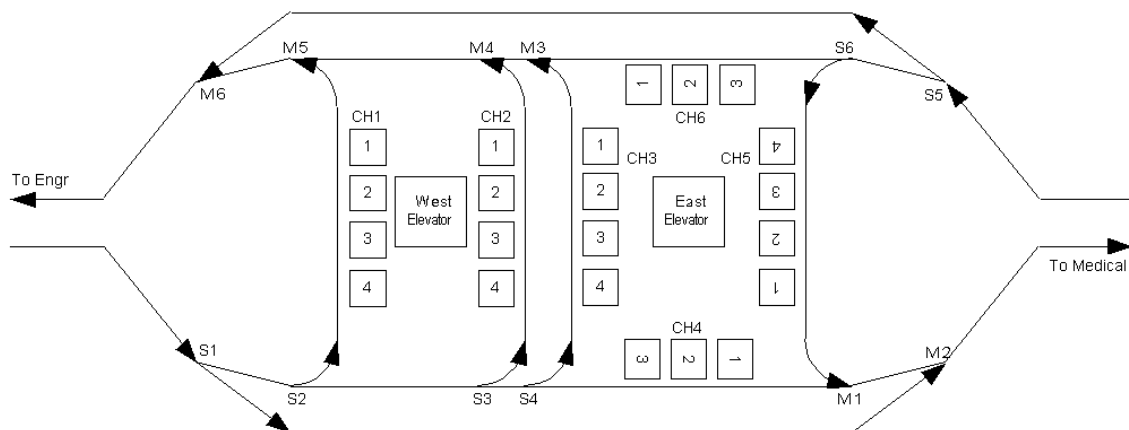 M5
M4
M3
S6
M6
S5
1
2
3
CH6
CH1
CH2
1
1
1
CH3
CH5
4
To Engr
2
West
Elevator
2
2
East
Elevator
3
3
3
3
2
To Medical
4
4
4
1
S1
CH4
M2
3
2
1
S2
S3
S4
M1